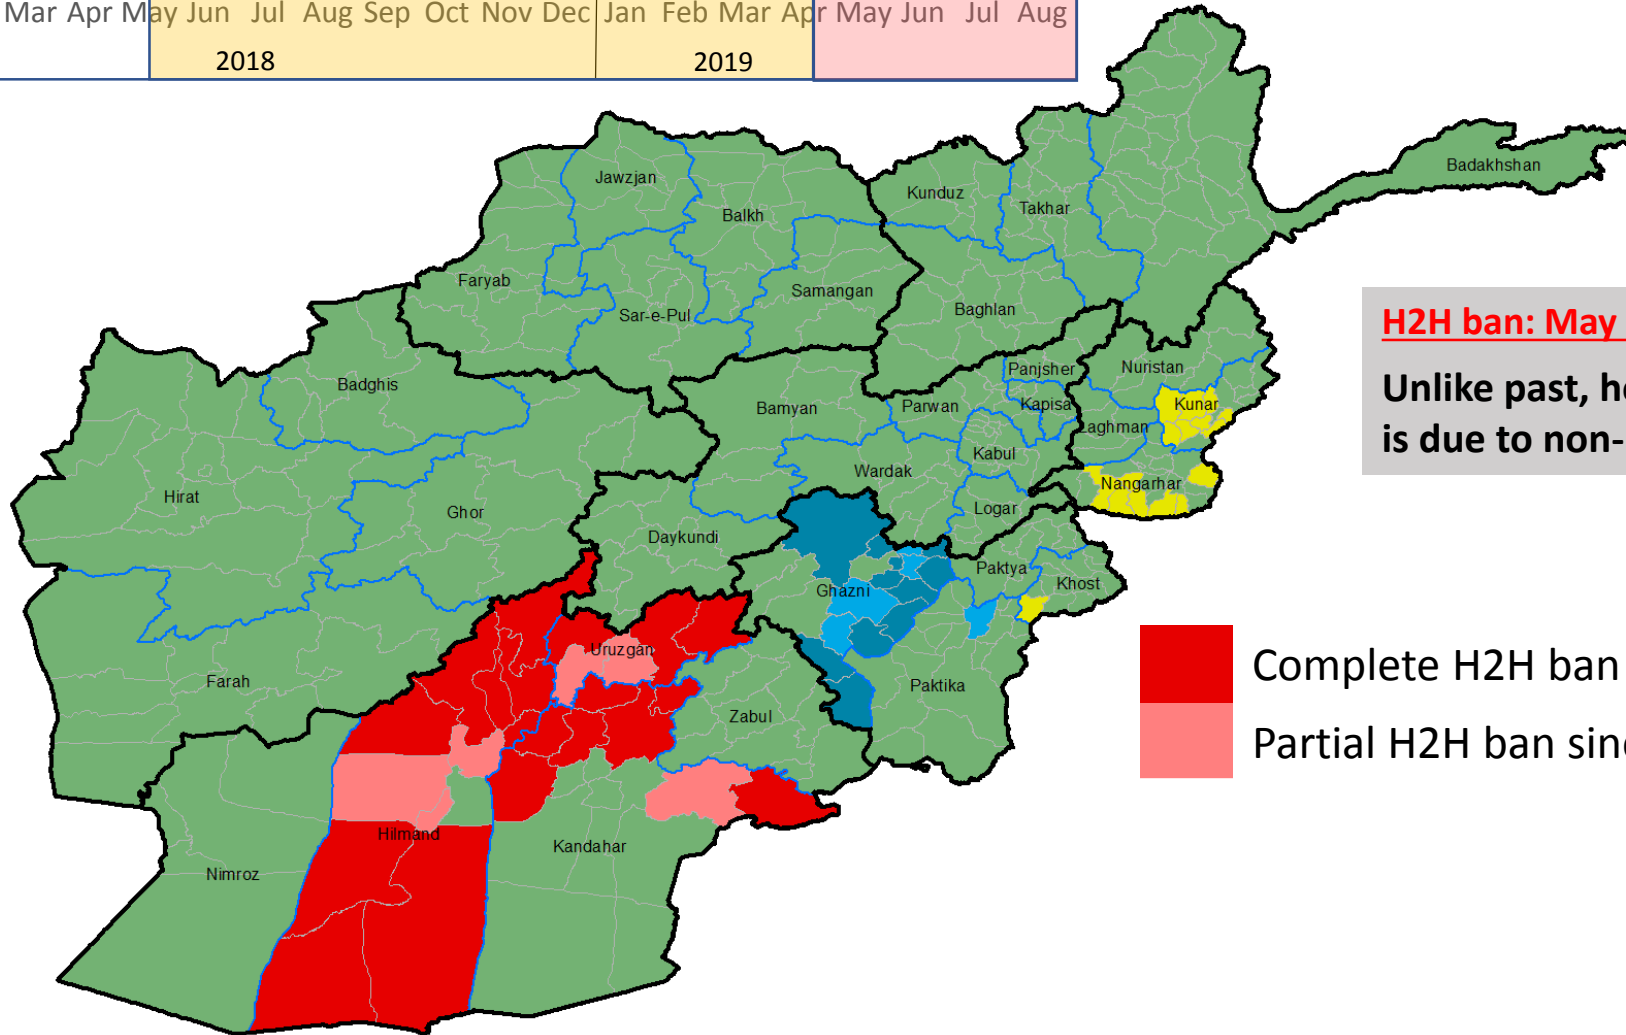 Mar Apr May Jun Jul Aug Sep Oct Nov Dec Jan Feb Mar Apr May Jun Jul Aug
2018 2019
Badakhshan
Jawzjan
Kunduz
Takhar
Balkh
Faryab
Samangan
Baghlan
Sar-e-Pul
H2H ban: May
Unlike past, h
is due to non-
Panjsher
Nuristan
Badghis
Bamyan
Parwan
Kapisa
Kunar
Laghman
Kabul
Wardak
Nangarhar
Hirat
Ghor
Logar
Daykundi
Paktya
Khost
Ghazni
Uruzgan
Complete H2H ban
Farah
Paktika
Zabul
Partial H2H ban sinc
Hilmand
Kandahar
Nimroz